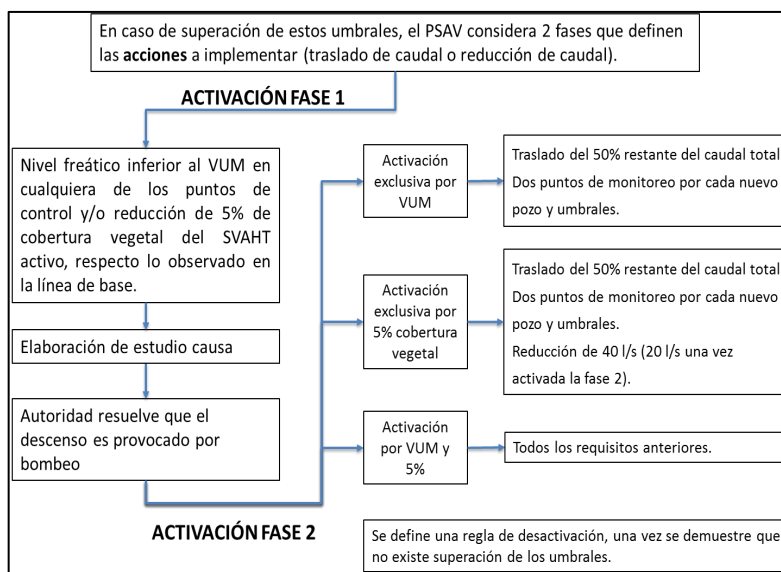 En caso de superación de estos umbrales, el PSAV considera 2 fases que definen
las acciones a implementar (traslado de caudal o reducción de caudal).
ACTIVACIÓN FASE 1
Nivel freático inferior al VUM en
cualquiera de los puntos de
control y/o reducción de 5% de
cobertura vegetal del SVAHT
activo, respecto lo observado en
la línea de base.
Elaboración de estudio causa
Autoridad resuelve que el
descenso es provocado por
bombeo
ACTIVACIÓN FASE 2
Activación
exclusiva por
VUM
Traslado del 50% restante del caudal total
Dos puntos de monitoreo por cada nuevo
pozo y umbrales.
Activación
exclusiva por
5% cobertura
vegetal
Traslado del 50% restante del caudal total
Dos puntos de monitoreo por cada nuevo
pozo y umbrales.
Reducción de 40 l/s (20 l/s una vez
activada la fase 2).
Activación
por VUM y
5%
Todos los requisitos anteriores.
Se define una regla de desactivación, una vez se demuestre que
no existe superación de los umbrales.